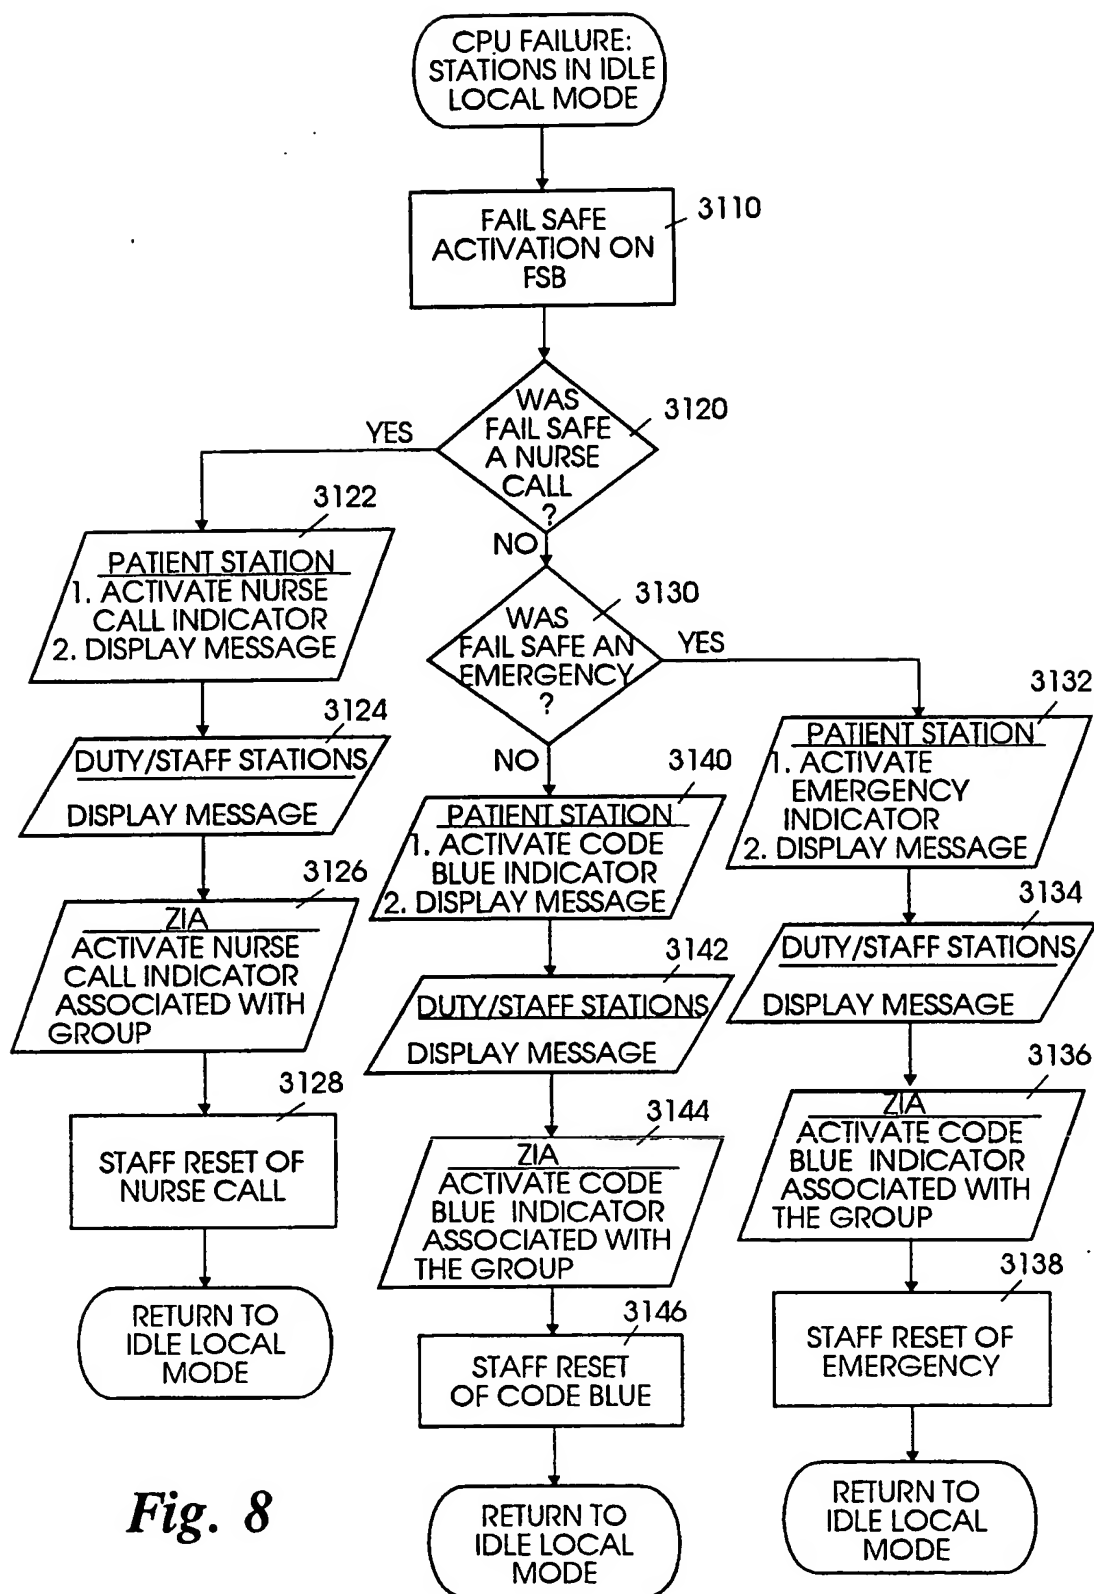 CPU FAILURE:
STATIONS IN IDLE
LOCAL MODE
3110
FAIL SAFE
ACTIVATION ON
FSB
3120
WAS
FAIL SAFE
A NURSE
CALL
?
YES
NO
3122
PATIENT STATION
1. ACTIVATE NURSE
CALL INDICATOR
2. DISPLAY MESSAGE
3124
DUTY/STAFF STATIONS
DISPLAY MESSAGE
3126
ZIA
ACTIVATE NURSE
CALL INDICATOR
ASSOCIATED WITH
GROUP
3128
STAFF RESET OF
NURSE CALL
RETURN TO
IDLE LOCAL
MODE
3130
WAS
FAIL SAFE AN
EMERGENCY
?
YES
NO
3140
PATIENT STATION
1. ACTIVATE CODE
BLUE INDICATOR
2. DISPLAY MESSAGE
3142
DUTY/STAFF STATIONS
DISPLAY MESSAGE
3144
ZIA
ACTIVATE CODE
BLUE INDICATOR
ASSOCIATED WITH
THE GROUP
3146
STAFF RESET
OF CODE BLUE
RETURN TO
IDLE LOCAL
MODE
3132
PATIENT STATION
1. ACTIVATE
EMERGENCY
INDICATOR
2. DISPLAY MESSAGE
3134
DUTY/STAFF STATIONS
DISPLAY MESSAGE
3136
ZIA
ACTIVATE CODE
BLUE INDICATOR
ASSOCIATED WITH
THE GROUP
3138
STAFF RESET OF
EMERGENCY
RETURN TO
IDLE LOCAL
MODE
Fig. 8